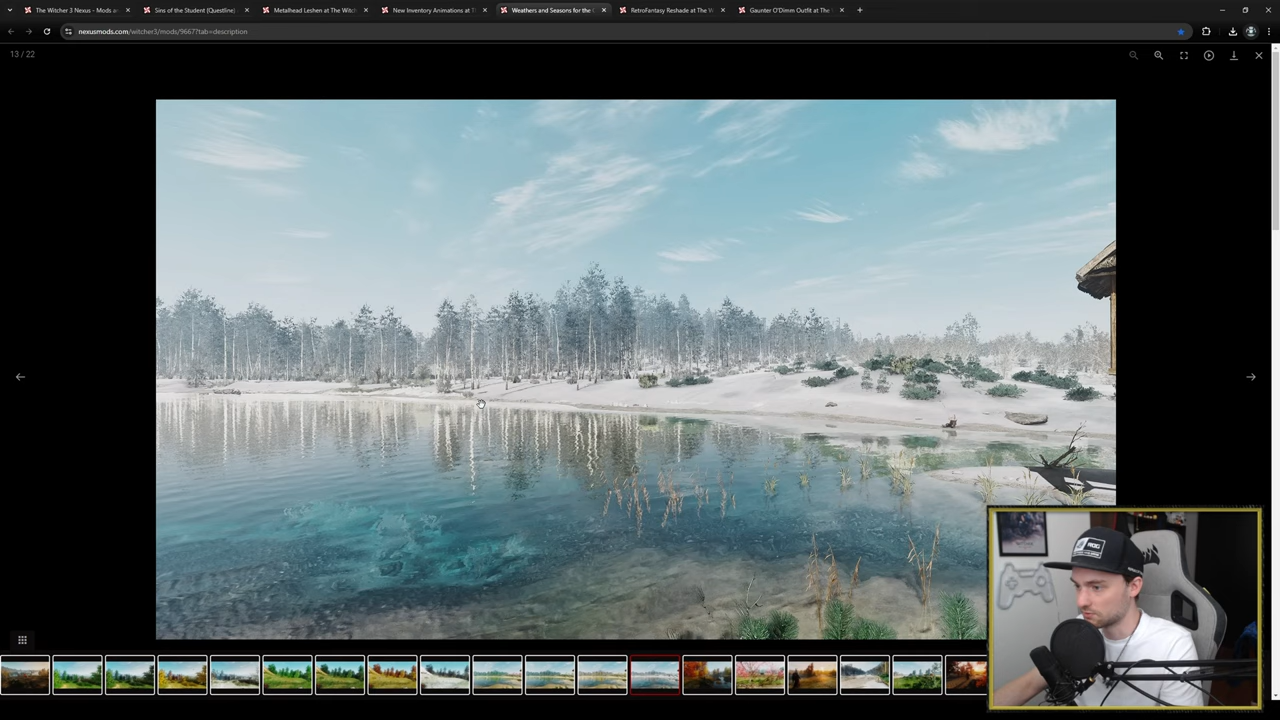 The Witcher 3 Nexus - Mods a
Sins of the Student (Questline)
Metalhead Leshen at The Witch
New Inventory Animations at T
Weathers and Seasons for the C
RetroFantasy Reshade at The W
Gaunter O'Dimm Outfit at The
nexusmods.com/witcher3/mods/9667?tab=description
13 / 22